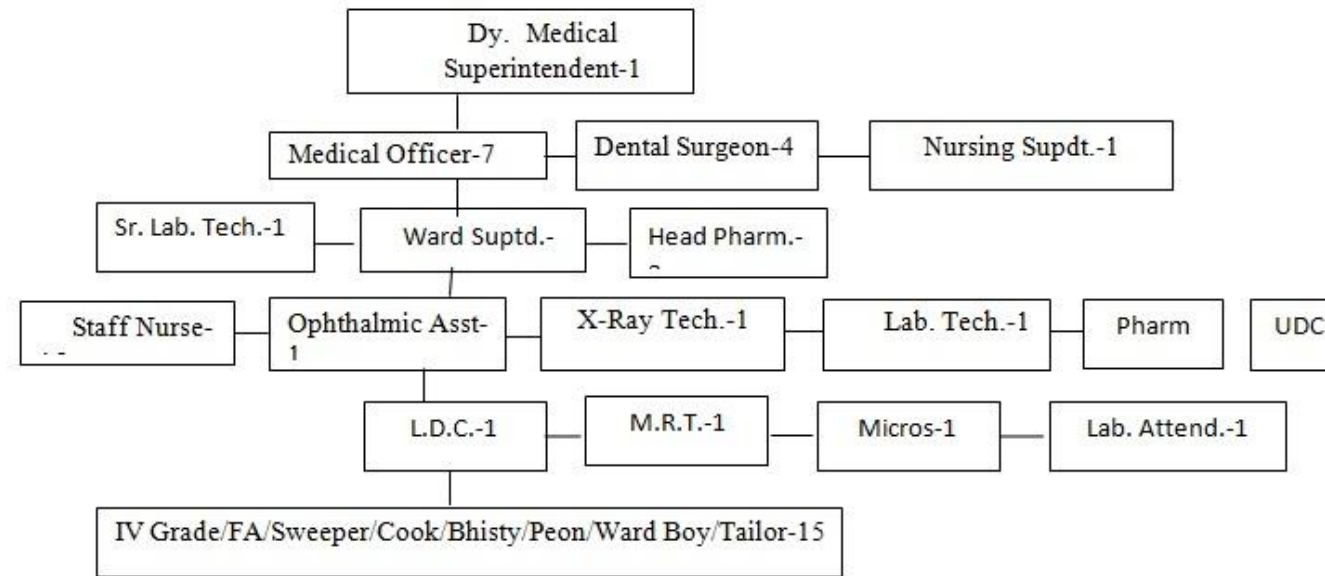 Dy. Medical
Superintendent-1
Medical Officer-7
Dental Surgeon-4
Nursing Supdt.-1
Sr. Lab. Tech.-1
Ward Suptd.-
Head Pharm.-
Staff Nurse-
Ophthalmic Asst-
1
X-Ray Tech.-1
Lab. Tech.-1
Pharm
UDC
L.D.C.-1
M.R.T.-1
Micros-1
Lab. Attend.-1
IV Grade/FA/Sweeper/Cook/Bhisty/Peon/Ward Boy/Tailor-15